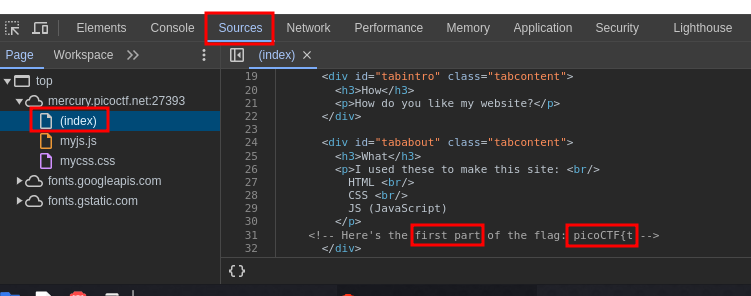 Elements Console Sources Network Performance Memory Application Security Lighthouse
Page Workspace
(index)
top
mercury.picoctf.net:27393
(index)
myjs.js
mycss.css
fonts.googleapis.com
fonts.gstatic.com
19 <div id="tabintro" class="tabcontent">
20 <h3>How</h3>
21 <p>How do you like my website?</p>
22 </div>
23
24 <div id="tababout" class="tabcontent">
25 <h3>What</h3>
26 <p>I used these to make this site: <br/>
27 HTML <br/>
28 CSS <br/>
29 JS (JavaScript)
30 </p>
31 <!-- Here's the first part of the flag: picoCTF{t -->
32 </div>
{}